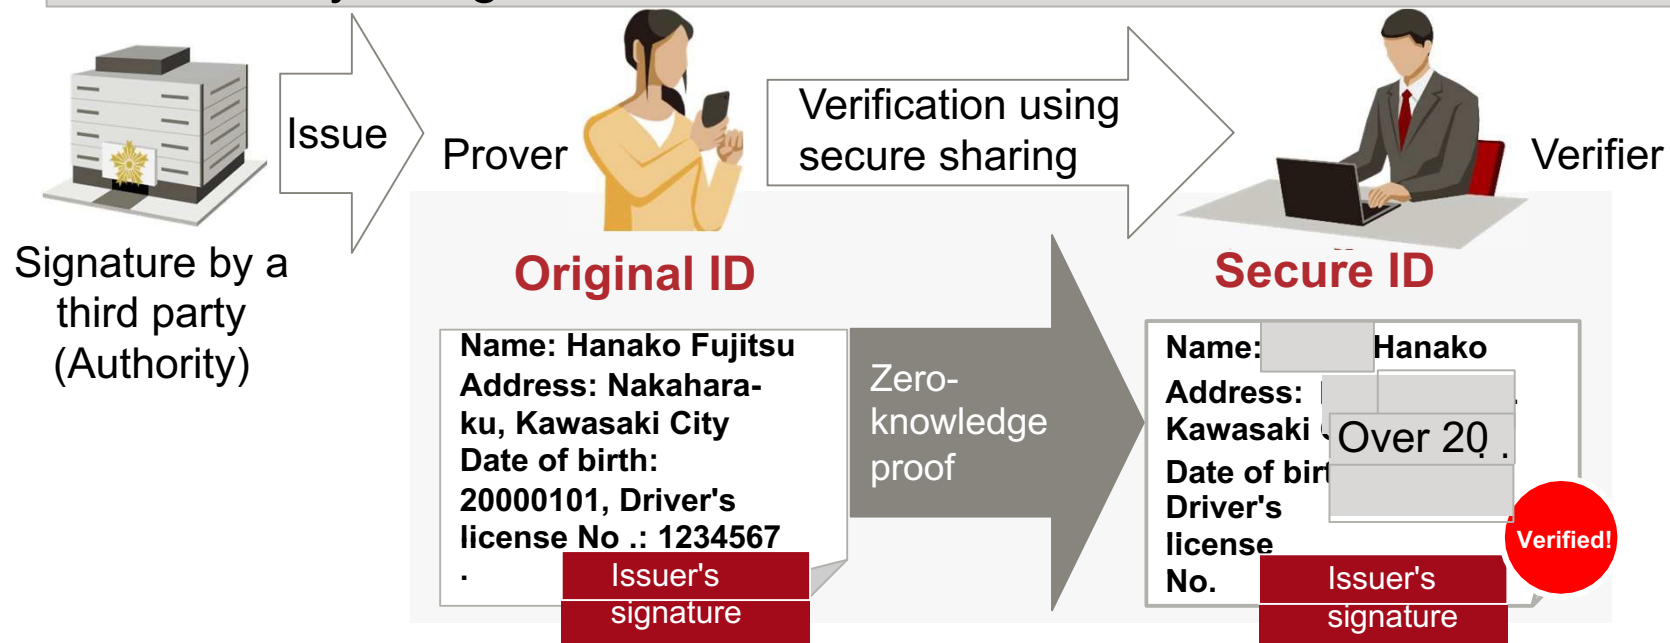 Issue
Prover
Verification using
secure sharing
Verifier
Signature by a
third party
(Authority)
Original ID
Name: Hanako Fujitsu
Address: Nakahara-
ku, Kawasaki City
Date of birth:
20000101, Driver's
license No .: 1234567
.
Issuer's
signature
Zero-
knowledge
proof
Secure ID
Name: Hanako
Address:
Kawasaki
Over 20
Date of birt
Driver's
license
No.
Verified!
Issuer's
signature